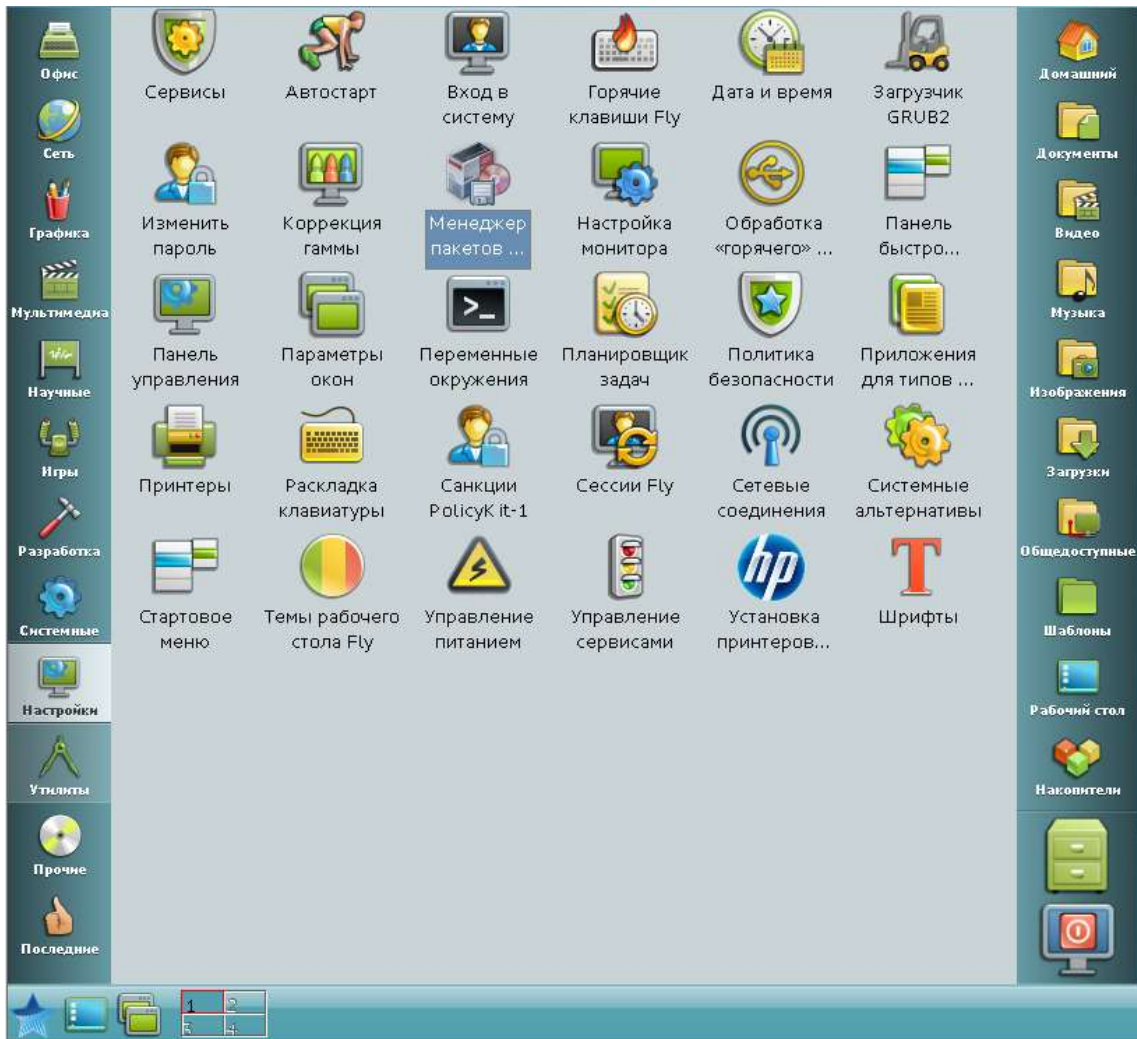 Офис
Сеть
Графика
Мультимедиа
Научные
Игры
Разработка
Системные
Настройки
Утилиты
Прочие
Последние
Сервисы
Автостарт
Вход в
систему
Горячие
клавиши Fly
Дата и время
Загрузчик
GRUB2
Изменить
пароль
Коррекция
гаммы
Менеджер
пакетов ...
Настройка
монитора
Обработка
«горячего» ...
Панель
быстро...
Панель
управления
Параметры
окон
Переменные
окружения
Планировщик
задач
Политика
безопасности
Приложения
для типов ...
Принтеры
Раскладка
клавиатуры
Санкции
PolicyKit-1
Сессии Fly
Сетевые
соединения
Системные
альтернативы
Стартовое
меню
Темы рабочего
стола Fly
Управление
питанием
Управление
сервисами
hp
Установка
принтеров...
Шрифты
Домашний
Документы
Видео
Музыка
Изображения
Загрузки
Общедоступные
Шаблоны
Рабочий стол
Накопители
1 2
3 4